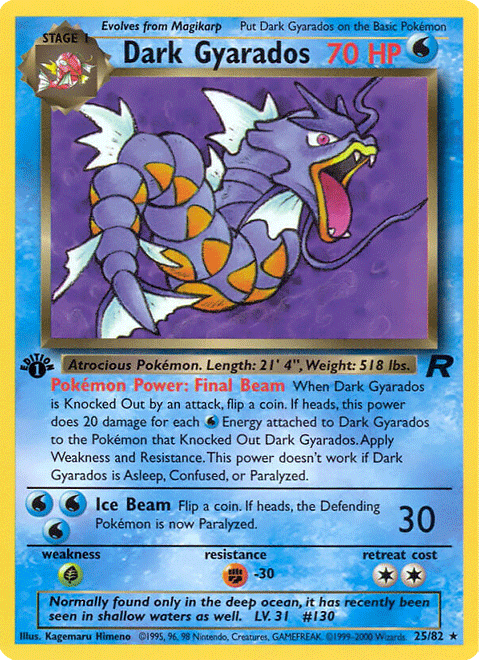 Evolves from Magikarp Put Dark Gyarados on the Basic Pokémon
STAGE 1
Dark Gyarados 70 HP
EDITION
1
Atrocious Pokémon. Length: 21' 4", Weight: 518 lbs.
R
Pokémon Power: Final Beam When Dark Gyarados
is Knocked Out by an attack, flip a coin. If heads, this power
does 20 damage for each Energy attached to Dark Gyarados
to the Pokémon that Knocked Out Dark Gyarados. Apply
Weakness and Resistance. This power doesn't work if Dark
Gyarados is Asleep, Confused, or Paralyzed.
Ice Beam Flip a coin. If heads, the Defending
Pokémon is now Paralyzed.
30
weakness resistance retreat cost
-30
Normally found only in the deep ocean, it has recently been
seen in shallow waters as well. LV. 31 #130
Illus. Kagemaru Himeno ©1995, 96, 98 Nintendo, Creatures, GAMEFREAK. ©1999-2000 Wizards. 25/82 ★